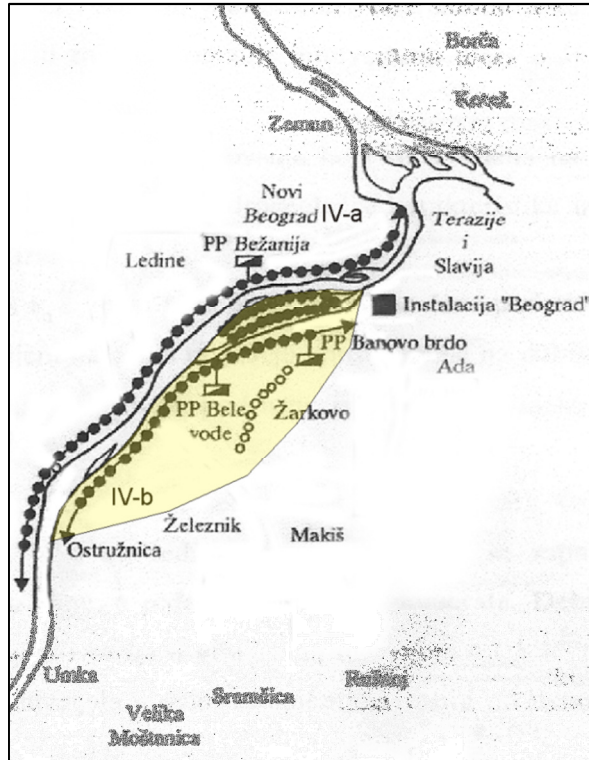 Borča
Kotež
Zemun
Novi
Beograd
IV-a
Terazije
i
Slavija
PP Bežanija
Ledine
Instalacija "Beograd"
PP Banovo brdo
Ada
PP Bele
vode
Žarkovo
IV-b
Železnik
Makiš
Ostružnica
Umka
Sremčica
Rušanj
Velika
Moštanica